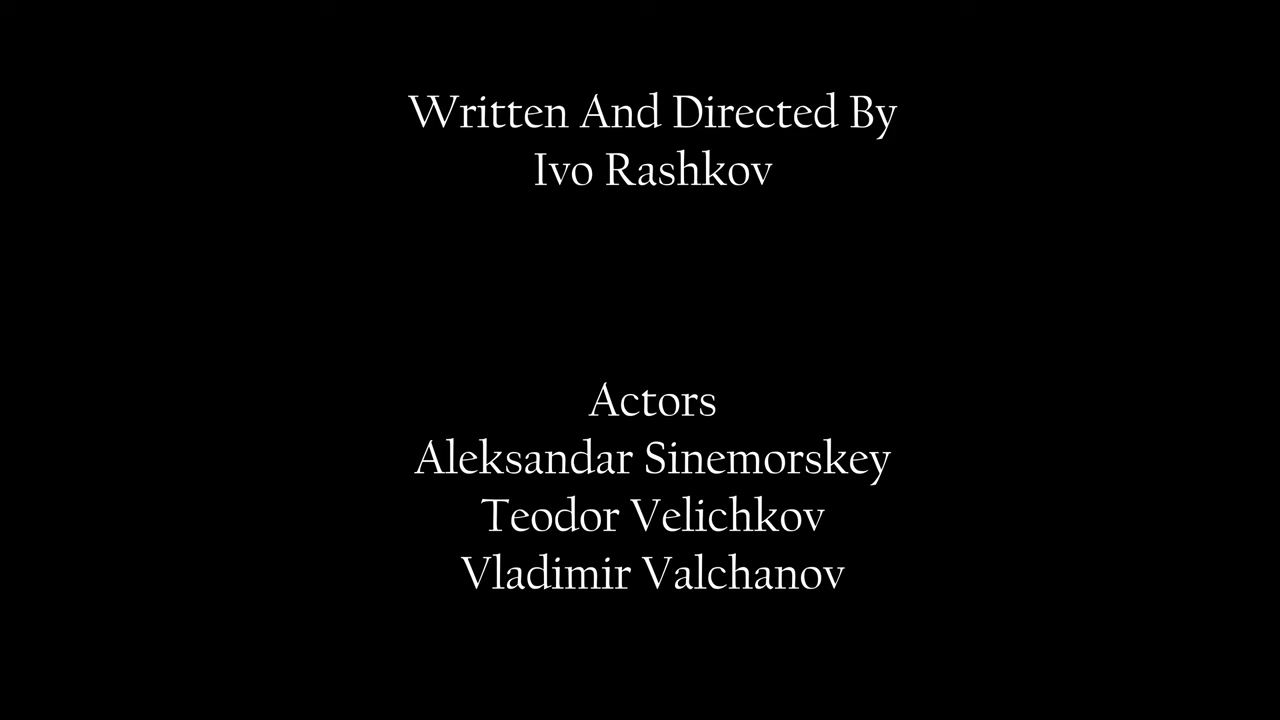 Written And Directed By
Ivo Rashkov
Actors
Aleksandar Sinemorskey
Teodor Velichkov
Vladimir Valchanov